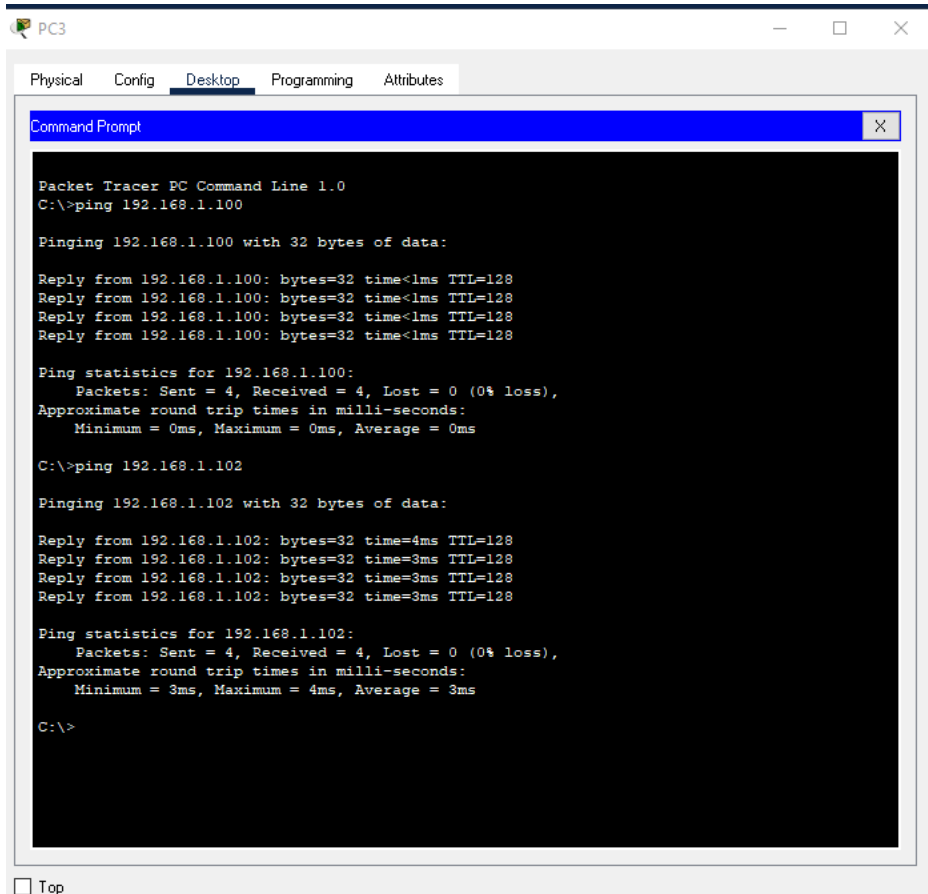 PC3
Physical Config Desktop Programming Attributes
Command Prompt
X
Packet Tracer PC Command Line 1.0
C:\>ping 192.168.1.100
Pinging 192.168.1.100 with 32 bytes of data:
Reply from 192.168.1.100: bytes=32 time<1ms TTL=128
Reply from 192.168.1.100: bytes=32 time<1ms TTL=128
Reply from 192.168.1.100: bytes=32 time<1ms TTL=128
Reply from 192.168.1.100: bytes=32 time<1ms TTL=128
Ping statistics for 192.168.1.100:
Packets: Sent = 4, Received = 4, Lost = 0 (0% loss),
Approximate round trip times in milli-seconds:
Minimum = 0ms, Maximum = 0ms, Average = 0ms
C:\>ping 192.168.1.102
Pinging 192.168.1.102 with 32 bytes of data:
Reply from 192.168.1.102: bytes=32 time=4ms TTL=128
Reply from 192.168.1.102: bytes=32 time=3ms TTL=128
Reply from 192.168.1.102: bytes=32 time=3ms TTL=128
Reply from 192.168.1.102: bytes=32 time=3ms TTL=128
Ping statistics for 192.168.1.102:
Packets: Sent = 4, Received = 4, Lost = 0 (0% loss),
Approximate round trip times in milli-seconds:
Minimum = 3ms, Maximum = 4ms, Average = 3ms
C:\>
Top